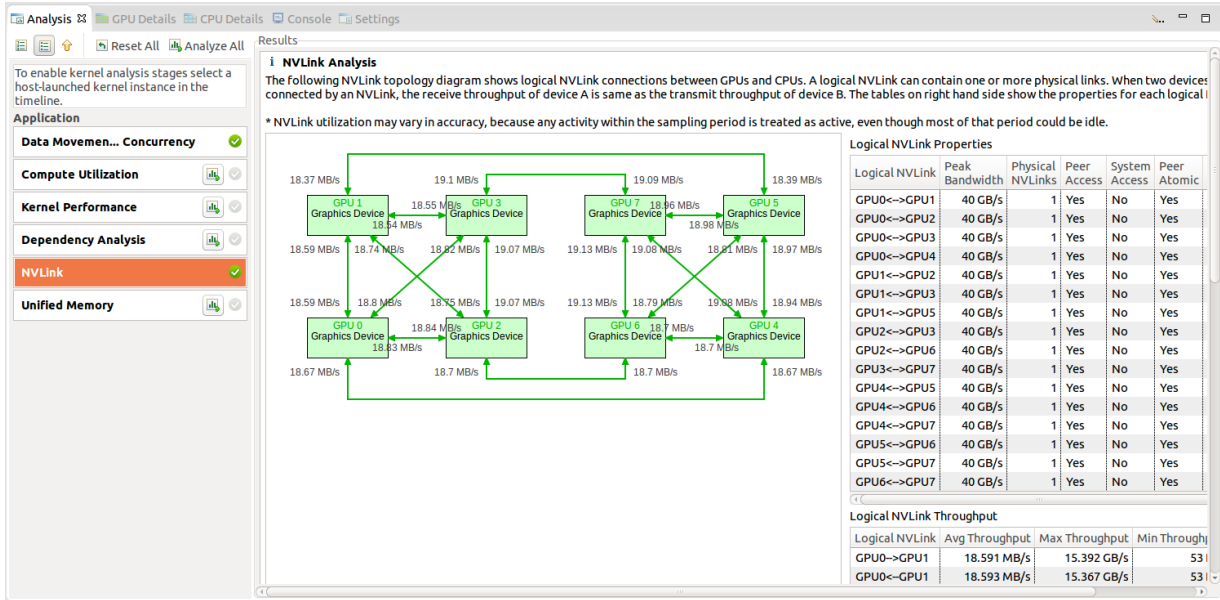 Analysis GPU Details CPU Details Console Settings
Reset All Analyze All
To enable kernel analysis stages select a
host-launched kernel instance in the
timeline.
Application
Data Movemen... Concurrency
Compute Utilization
Kernel Performance
Dependency Analysis
NVLink
Unified Memory
Results
i NVLink Analysis
The following NVLink topology diagram shows logical NVLink connections between GPUs and CPUs. A logical NVLink can contain one or more physical links. When two devices
connected by an NVLink, the receive throughput of device A is same as the transmit throughput of device B. The tables on right hand side show the properties for each logical
* NVLink utilization may vary in accuracy, because any activity within the sampling period is treated as active, even though most of that period could be idle.
18.37 MB/s 19.1 MB/s 19.09 MB/s 18.39 MB/s
GPU 1 18.55 MB/s GPU 3 GPU 7 18.96 MB/s GPU 5
Graphics Device Graphics Device Graphics Device Graphics Device
18.54 MB/s 18.98 MB/s
18.59 MB/s 18.74 MB/s 18.82 MB/s 19.07 MB/s 19.13 MB/s 19.08 MB/s 18.81 MB/s 18.97 MB/s
18.59 MB/s 18.8 MB/s 18.75 MB/s 19.07 MB/s 19.13 MB/s 18.79 MB/s 19.08 MB/s 18.94 MB/s
GPU 0 18.84 MB/s GPU 2 GPU 6 18.7 MB/s GPU 4
Graphics Device Graphics Device Graphics Device Graphics Device
18.83 MB/s 18.7 MB/s
18.67 MB/s 18.7 MB/s 18.7 MB/s 18.67 MB/s
Logical NVLink Properties
Logical NVLink Peak Bandwidth Physical NVLinks Peer Access System Access Peer Atomic
GPU0<-->GPU1 40 GB/s 1 Yes No Yes
GPU0<-->GPU2 40 GB/s 1 Yes No Yes
GPU0<-->GPU3 40 GB/s 1 Yes No Yes
GPU0<-->GPU4 40 GB/s 1 Yes No Yes
GPU1<-->GPU2 40 GB/s 1 Yes No Yes
GPU1<-->GPU3 40 GB/s 1 Yes No Yes
GPU1<-->GPU5 40 GB/s 1 Yes No Yes
GPU2<-->GPU3 40 GB/s 1 Yes No Yes
GPU2<-->GPU6 40 GB/s 1 Yes No Yes
GPU3<-->GPU7 40 GB/s 1 Yes No Yes
GPU4<-->GPU5 40 GB/s 1 Yes No Yes
GPU4<-->GPU6 40 GB/s 1 Yes No Yes
GPU4<-->GPU7 40 GB/s 1 Yes No Yes
GPU5<-->GPU6 40 GB/s 1 Yes No Yes
GPU5<-->GPU7 40 GB/s 1 Yes No Yes
GPU6<-->GPU7 40 GB/s 1 Yes No Yes
Logical NVLink Throughput
Logical NVLink Avg Throughput Max Throughput Min
GPU0-->GPU1 18.591 MB/s 15.392 GB/s 53
GPU0<--GPU1 18.593 MB/s 15.367 GB/s 53